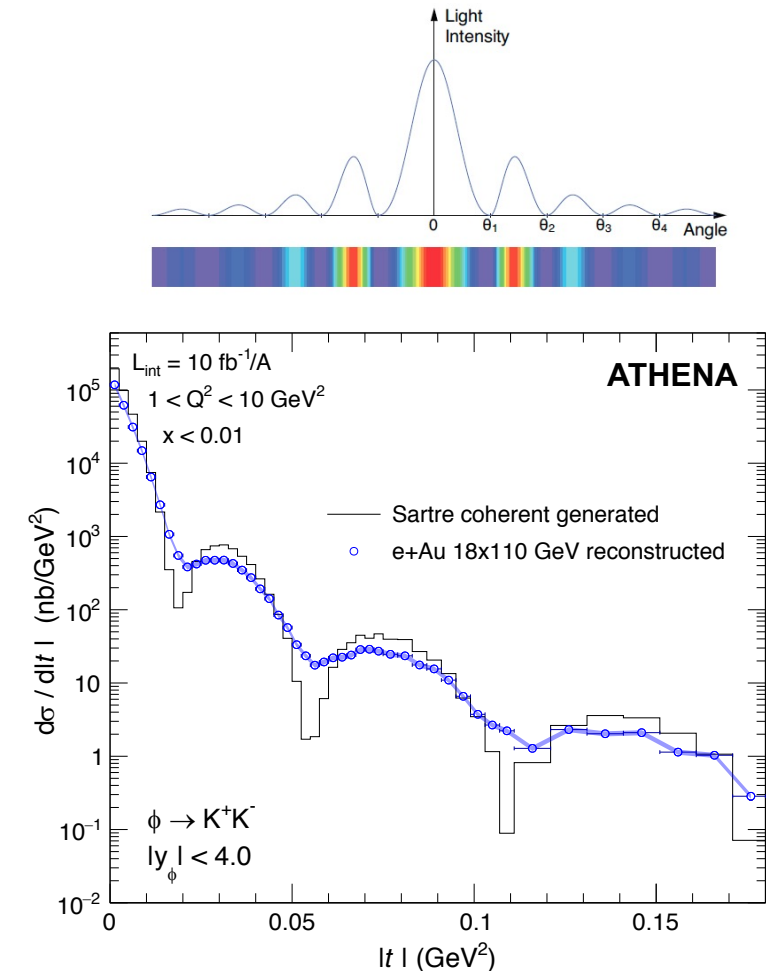 Light
Intensity
0 θ₁ θ₂ θ₃ θ₄ Angle
L_int = 10 fb⁻¹/A
ATHENA
1 < Q² < 10 GeV²
x < 0.01
Sartre coherent generated
e+Au 18x110 GeV reconstructed
dσ / d|t| (nb/GeV²)
10⁵
10⁴
10³
10²
10
1
10⁻¹
10⁻²
ϕ → K⁺K⁻
|y_ϕ| < 4.0
0 0.05 0.1 0.15
|t| (GeV²)